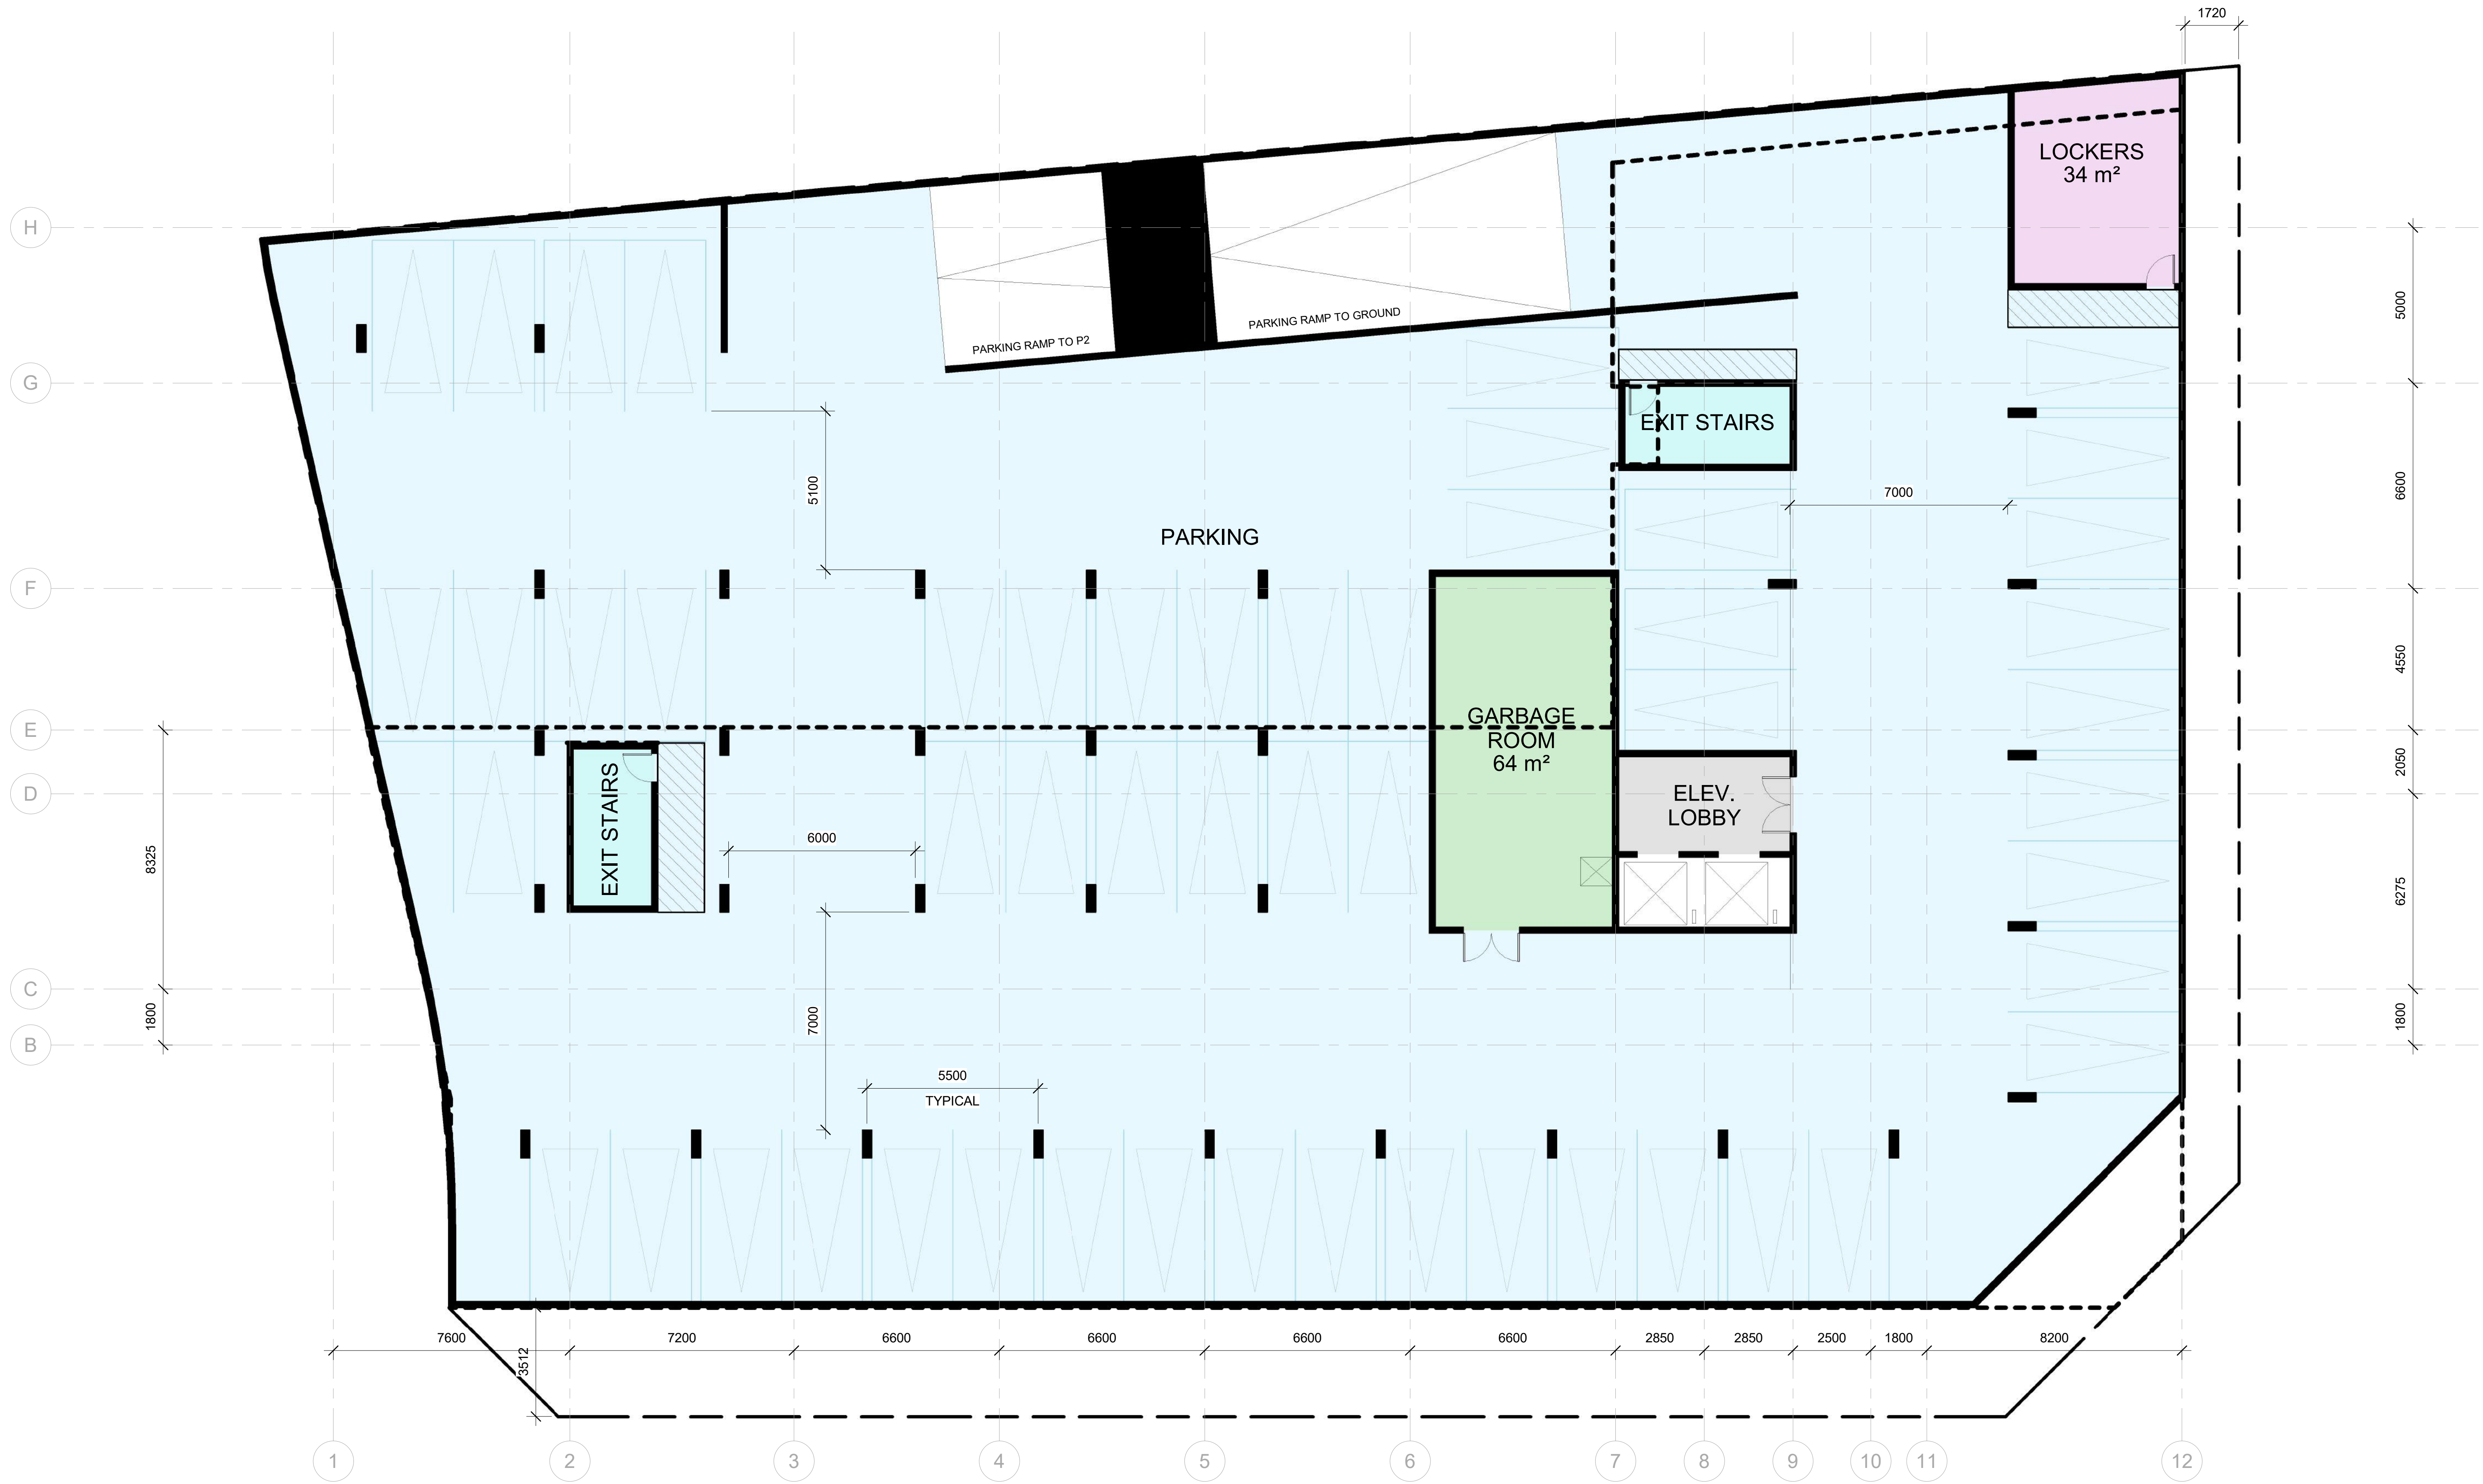 1720
LOCKERS
34 m²
H
PARKING RAMP TO GROUND
PARKING RAMP TO P2
5000
G
EXIT STAIRS
5100
7000
6600
PARKING
F
4550
GARBAGE
ROOM
64 m²
E
EXIT STAIRS
ELEV.
LOBBY
2050
D
6000
8325
6275
C
7000
1800
1800
B
5500
TYPICAL
7600
7200
6600
6600
6600
6600
2850
2850
2500
1800
8200
3512
1
2
3
4
5
6
7
8
9
10
11
12